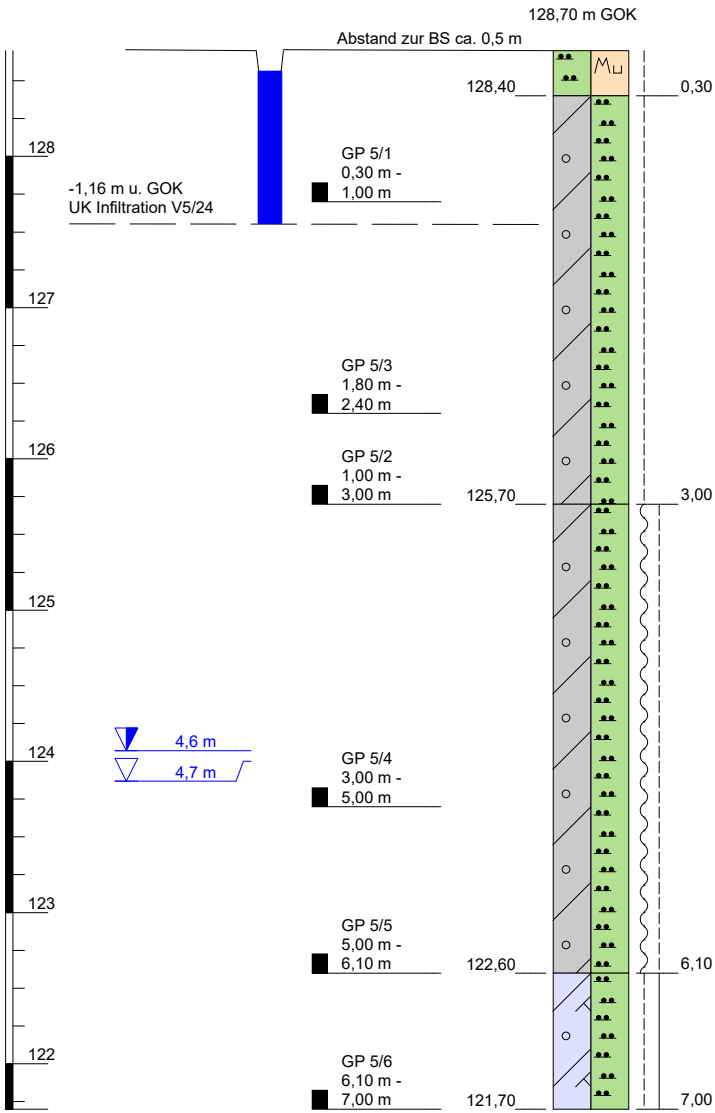 128,70 m GOK
Abstand zur BS ca. 0,5 m
Mu
128,40
0,30
128
GP 5/1
0,30 m -
1,00 m
-1,16 m u. GOK
UK Infiltration V5/24
127
GP 5/3
1,80 m -
2,40 m
126
GP 5/2
1,00 m -
3,00 m
125,70
3,00
125
4,6 m
124
4,7 m
GP 5/4
3,00 m -
5,00 m
123
GP 5/5
5,00 m -
6,10 m
122,60
6,10
122
GP 5/6
6,10 m -
7,00 m
121,70
7,00